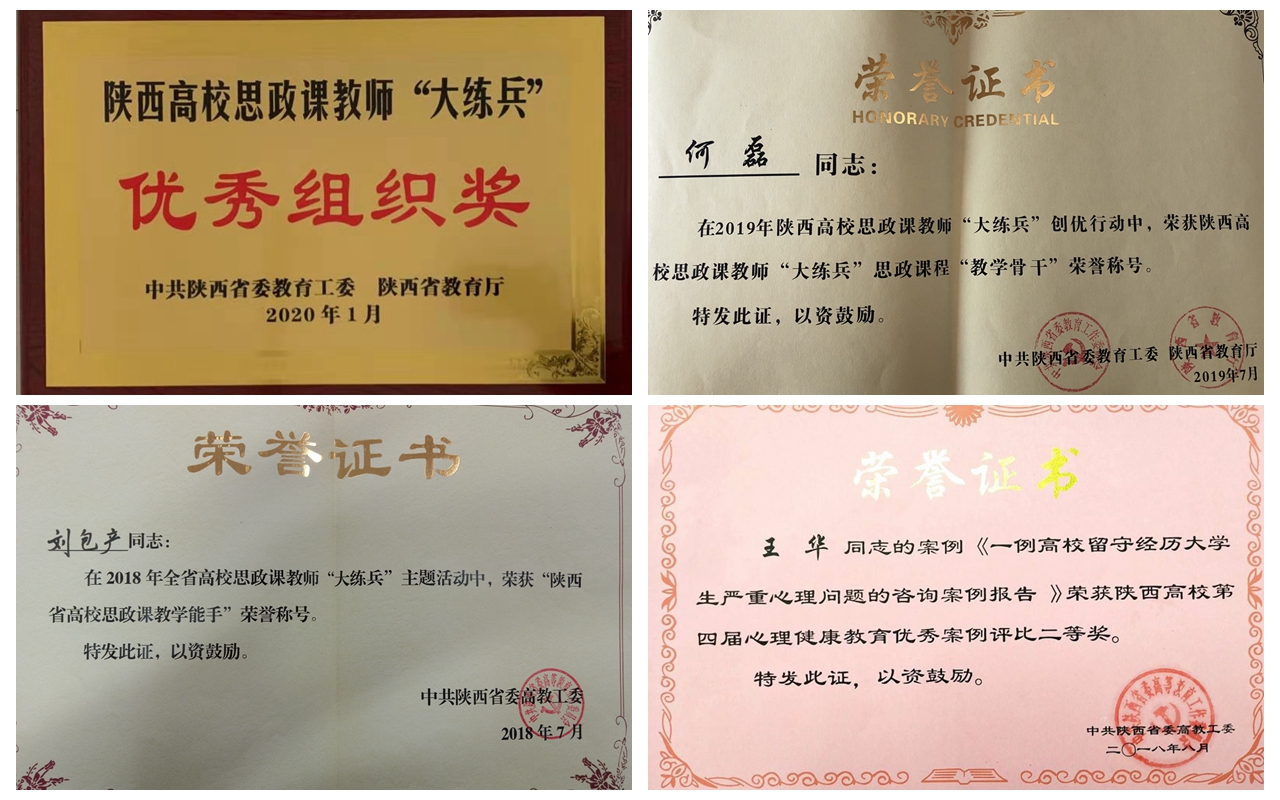 陕西高校思政课教师“大练兵”
优秀组织奖
中共陕西省委教育工委 陕西省教育厅
2020年1月
荣誉证书
HONORARY CREDENTIAL
何磊 同志：
在2019年陕西高校思政课教师“大练兵”创优行动中，荣获陕西高
校思政课教师“大练兵”思政课程“教学骨干”荣誉称号。
特发此证，以资鼓励。
中共陕西省委教育工委 陕西省教育厅
2019年7月
荣誉证书
刘包产同志：
在2018年全省高校思政课教师“大练兵”主题活动中，荣获“陕西
省高校思政课教学能手”荣誉称号。
特发此证，以资鼓励。
中共陕西省委高教工委
2018年7月
荣誉证书
王华 同志的案例《一例高校留守经历大学
生严重心理问题的咨询案例报告 》荣获陕西高校第
四届心理健康教育优秀案例评比二等奖。
特发此证，以资鼓励。
中共陕西省委高教工委
二〇一八年八月